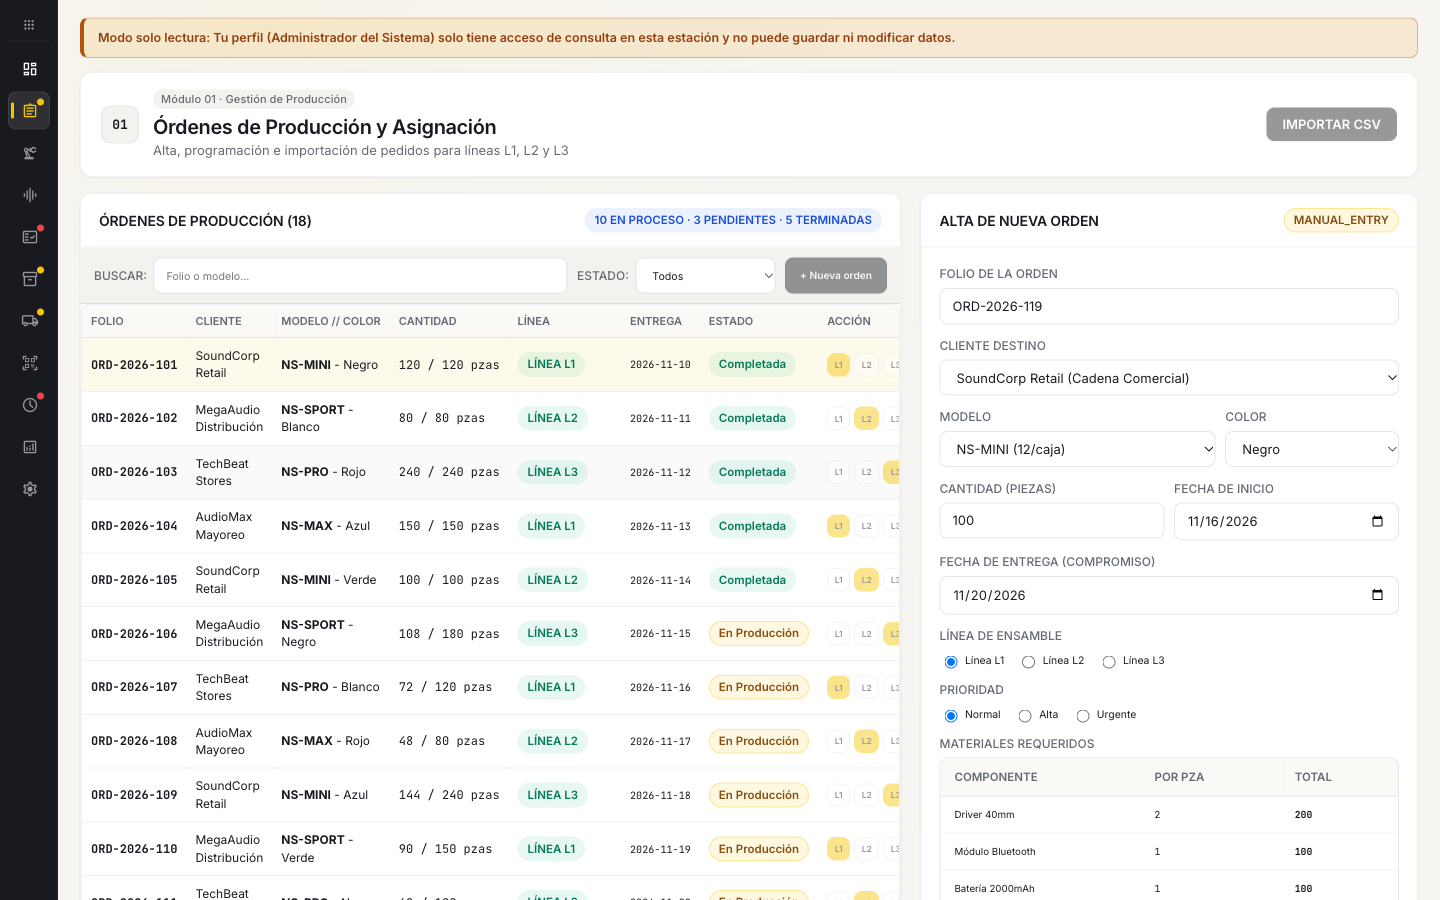 Modo solo lectura: Tu perfil (Administrador del Sistema) solo tiene acceso de consulta en esta estación y no puede guardar ni modificar datos.
01
Módulo 01 · Gestión de Producción
Órdenes de Producción y Asignación
Alta, programación e importación de pedidos para líneas L1, L2 y L3
IMPORTAR CSV
ÓRDENES DE PRODUCCIÓN (18)
10 EN PROCESO · 3 PENDIENTES · 5 TERMINADAS
BUSCAR: Folio o modelo... ESTADO: Todos + Nueva orden
FOLIO CLIENTE MODELO // COLOR CANTIDAD LÍNEA ENTREGA ESTADO ACCIÓN
ORD-2026-101 SoundCorp Retail NS-MINI - Negro 120 / 120 pzas LÍNEA L1 2026-11-10 Completada L1 L2 L3
ORD-2026-102 MegaAudio Distribución NS-SPORT - Blanco 80 / 80 pzas LÍNEA L2 2026-11-11 Completada L1 L2 L3
ORD-2026-103 TechBeat Stores NS-PRO - Rojo 240 / 240 pzas LÍNEA L3 2026-11-12 Completada L1 L2 L3
ORD-2026-104 AudioMax Mayoreo NS-MAX - Azul 150 / 150 pzas LÍNEA L1 2026-11-13 Completada L1 L2 L3
ORD-2026-105 SoundCorp Retail NS-MINI - Verde 100 / 100 pzas LÍNEA L2 2026-11-14 Completada L1 L2 L3
ORD-2026-106 MegaAudio Distribución NS-SPORT - Negro 108 / 180 pzas LÍNEA L3 2026-11-15 En Producción L1 L2 L3
ORD-2026-107 TechBeat Stores NS-PRO - Blanco 72 / 120 pzas LÍNEA L1 2026-11-16 En Producción L1 L2 L3
ORD-2026-108 AudioMax Mayoreo NS-MAX - Rojo 48 / 80 pzas LÍNEA L2 2026-11-17 En Producción L1 L2 L3
ORD-2026-109 SoundCorp Retail NS-MINI - Azul 144 / 240 pzas LÍNEA L3 2026-11-18 En Producción L1 L2 L3
ORD-2026-110 MegaAudio Distribución NS-SPORT - Verde 90 / 150 pzas LÍNEA L1 2026-11-19 En Producción L1 L2 L3
TechBeat
ALTA DE NUEVA ORDEN
MANUAL_ENTRY
FOLIO DE LA ORDEN
ORD-2026-119
CLIENTE DESTINO
SoundCorp Retail (Cadena Comercial)
MODELO COLOR
NS-MINI (12/caja) Negro
CANTIDAD (PIEZAS) FECHA DE INICIO
100 11/16/2026
FECHA DE ENTREGA (COMPROMISO)
11/20/2026
LÍNEA DE ENSAMBLE
Línea L1 Línea L2 Línea L3
PRIORIDAD
Normal Alta Urgente
MATERIALES REQUERIDOS
COMPONENTE POR PZA TOTAL
Driver 40mm 2 200
Módulo Bluetooth 1 100
Batería 2000mAh 1 100